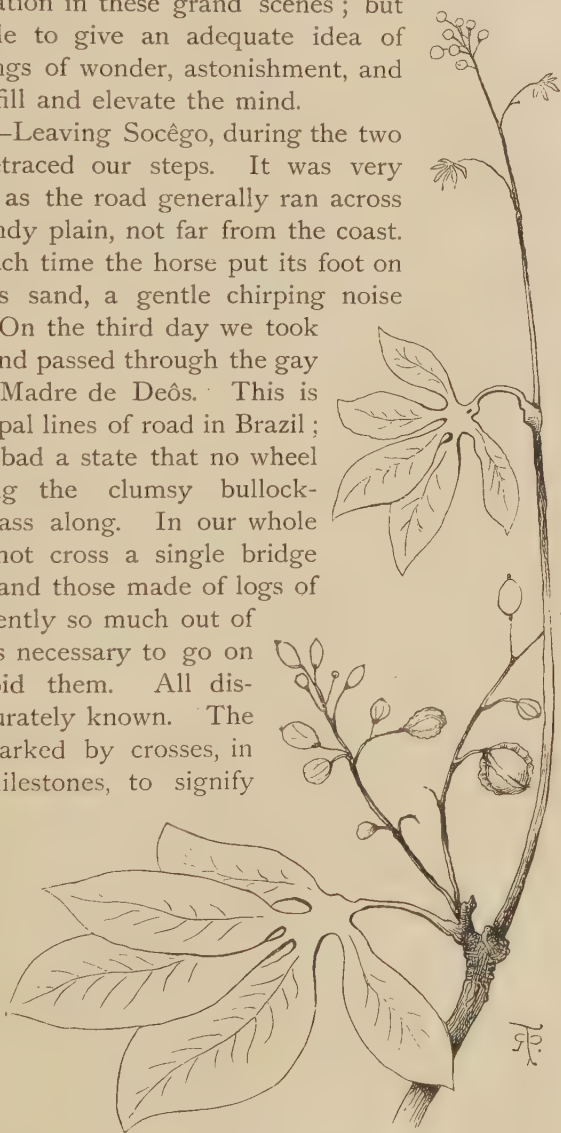 ation in these grand scenes ; but
le to give an adequate idea of
ngs of wonder, astonishment, and
fill and elevate the mind.
—Leaving Socêgo, during the two
-traced our steps. It was very
as the road generally ran across
ndy plain, not far from the coast.
ach time the horse put its foot on
s sand, a gentle chirping noise
On the third day we took
nd passed through the gay
Madre de Deôs. This is
pal lines of road in Brazil ;
bad a state that no wheel
ng the clumsy bullock-
ass along. In our whole
not cross a single bridge
and those made of logs of
ently so much out of
s necessary to go on
oid them. All dis-
urately known. The
arked by crosses, in
ilestones, to signify